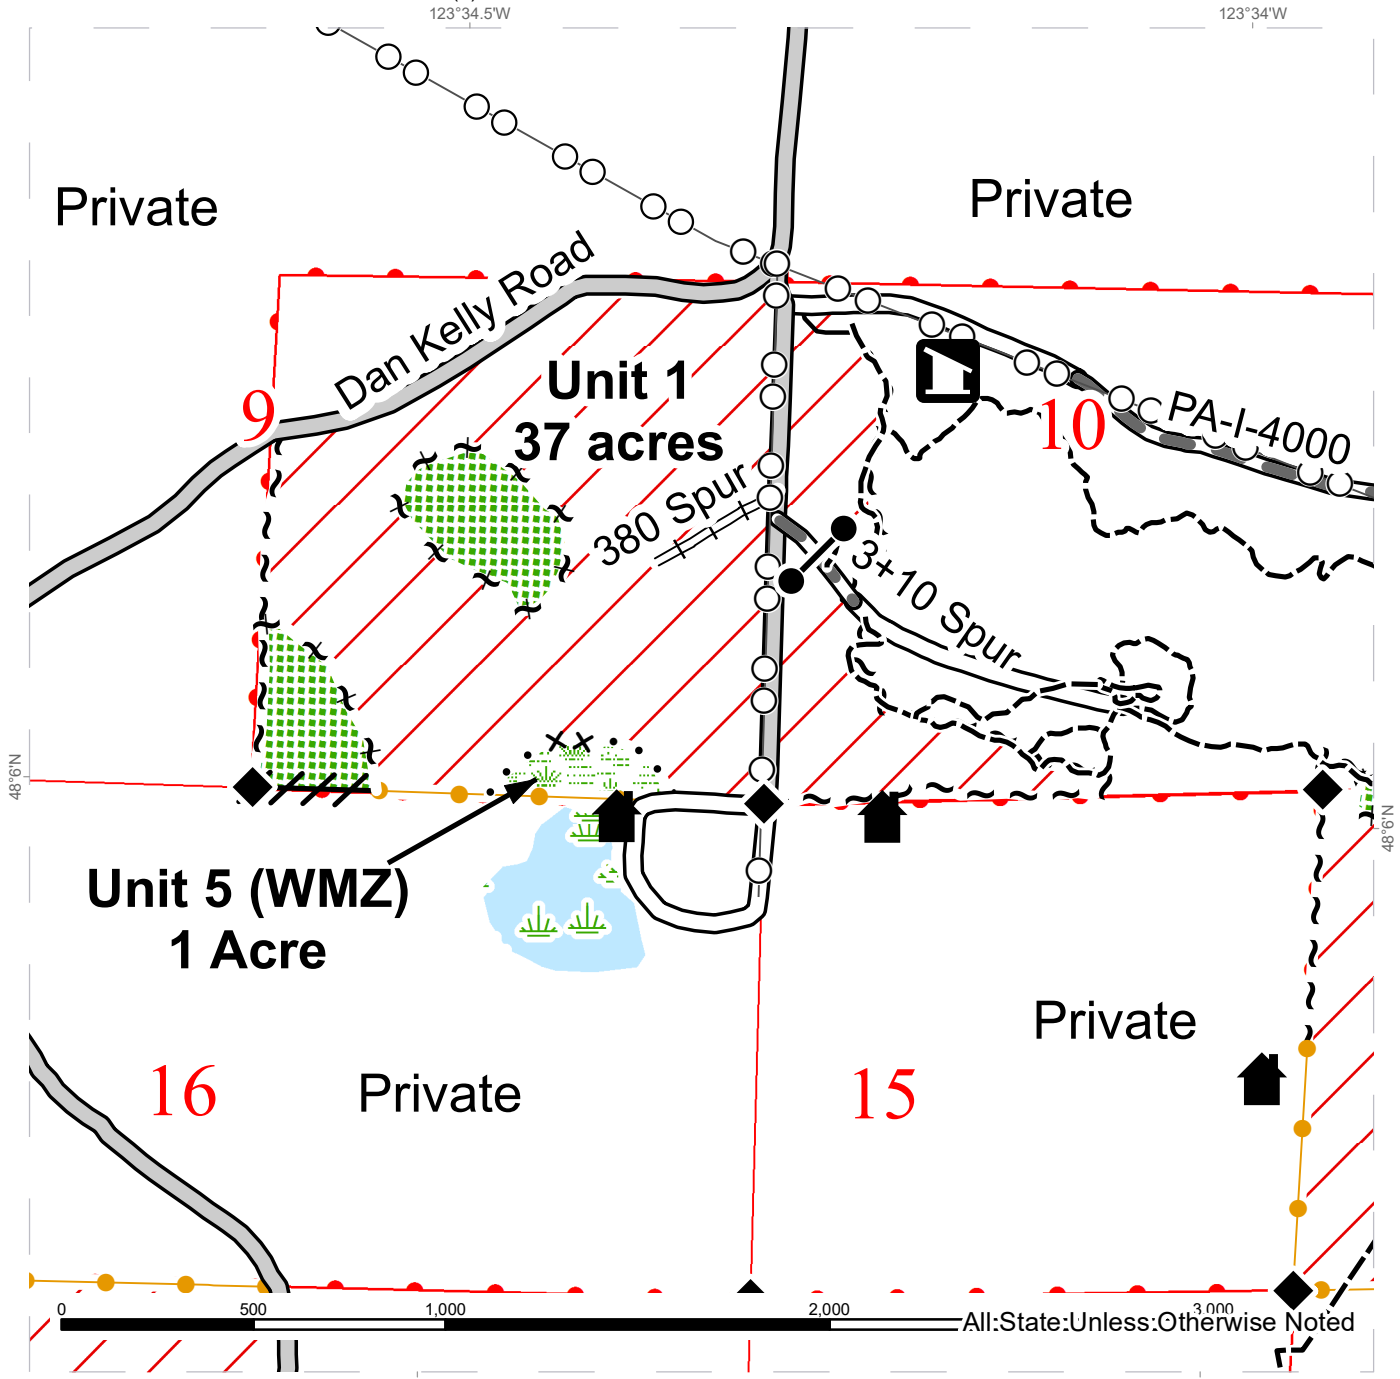 123°34.5'W
123°34'W
Private
Private
Dan Kelly Road
Unit 1
37 acres
9
10
PA-I-4000
380 Spur
3+10 Spur
48°6'N
48°6'N
Unit 5 (WMZ)
1 Acre
Private
16
Private
15
0
500
1,000
2,000
3,000
All State Unless Otherwise Noted